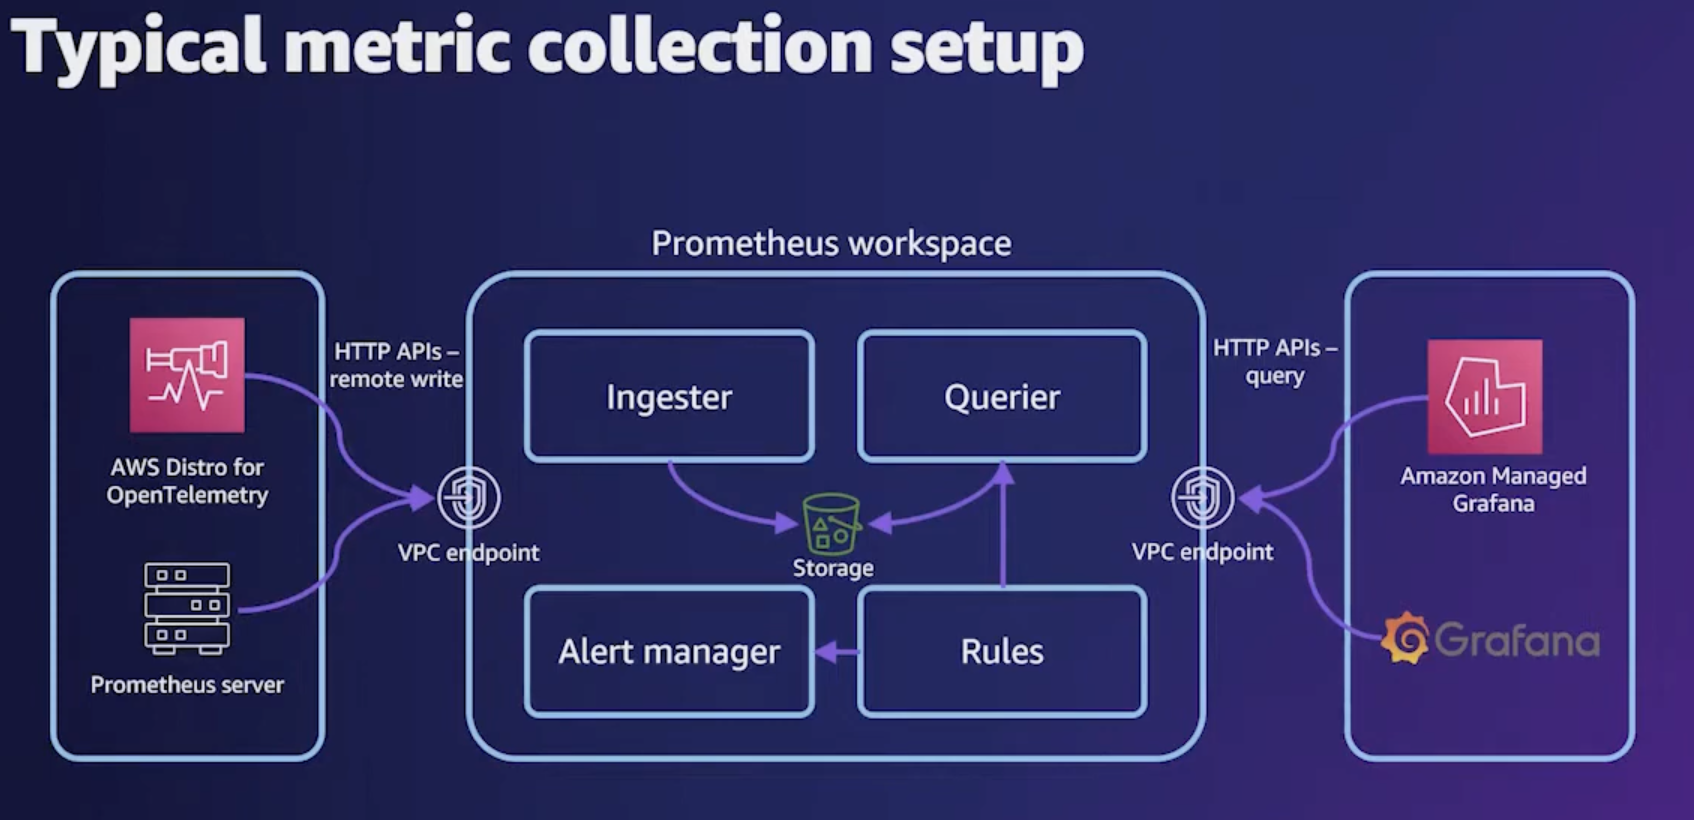 Typical metric collection setup
Prometheus workspace
AWS Distro for
OpenTelemetry
Prometheus server
HTTP APIs –
remote write
VPC endpoint
Ingester
Querier
Storage
Alert manager
Rules
HTTP APIs –
query
VPC endpoint
Amazon Managed
Grafana
Grafana